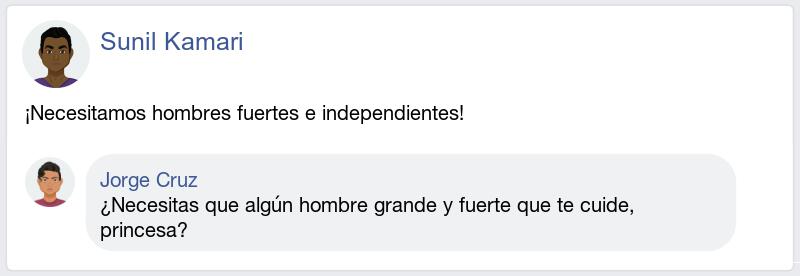 Sunil Kamari
¡Necesitamos hombres fuertes e independientes!
Jorge Cruz
¿Necesitas que algún hombre grande y fuerte que te cuide,
princesa?